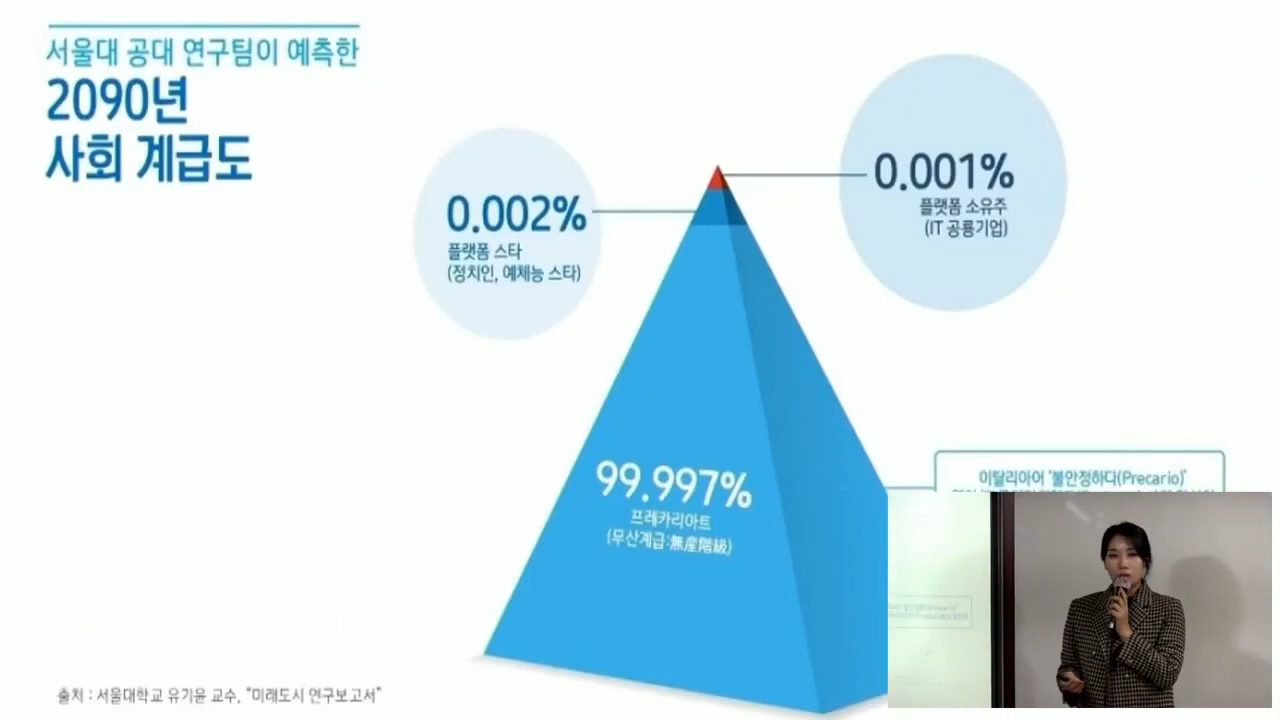 서울대 공대 연구팀이 예측한
2090년
사회 계급도
0.001%
플랫폼 소유주
(IT 공룡기업)
0.002%
플랫폼 스타
(정치인, 예체능 스타)
99.997%
프레카리아트
(무산계급:無産階級)
이탈리아어 '불안정하다(Precario)'
출처 : 서울대학교 유기윤 교수, "미래도시 연구보고서"